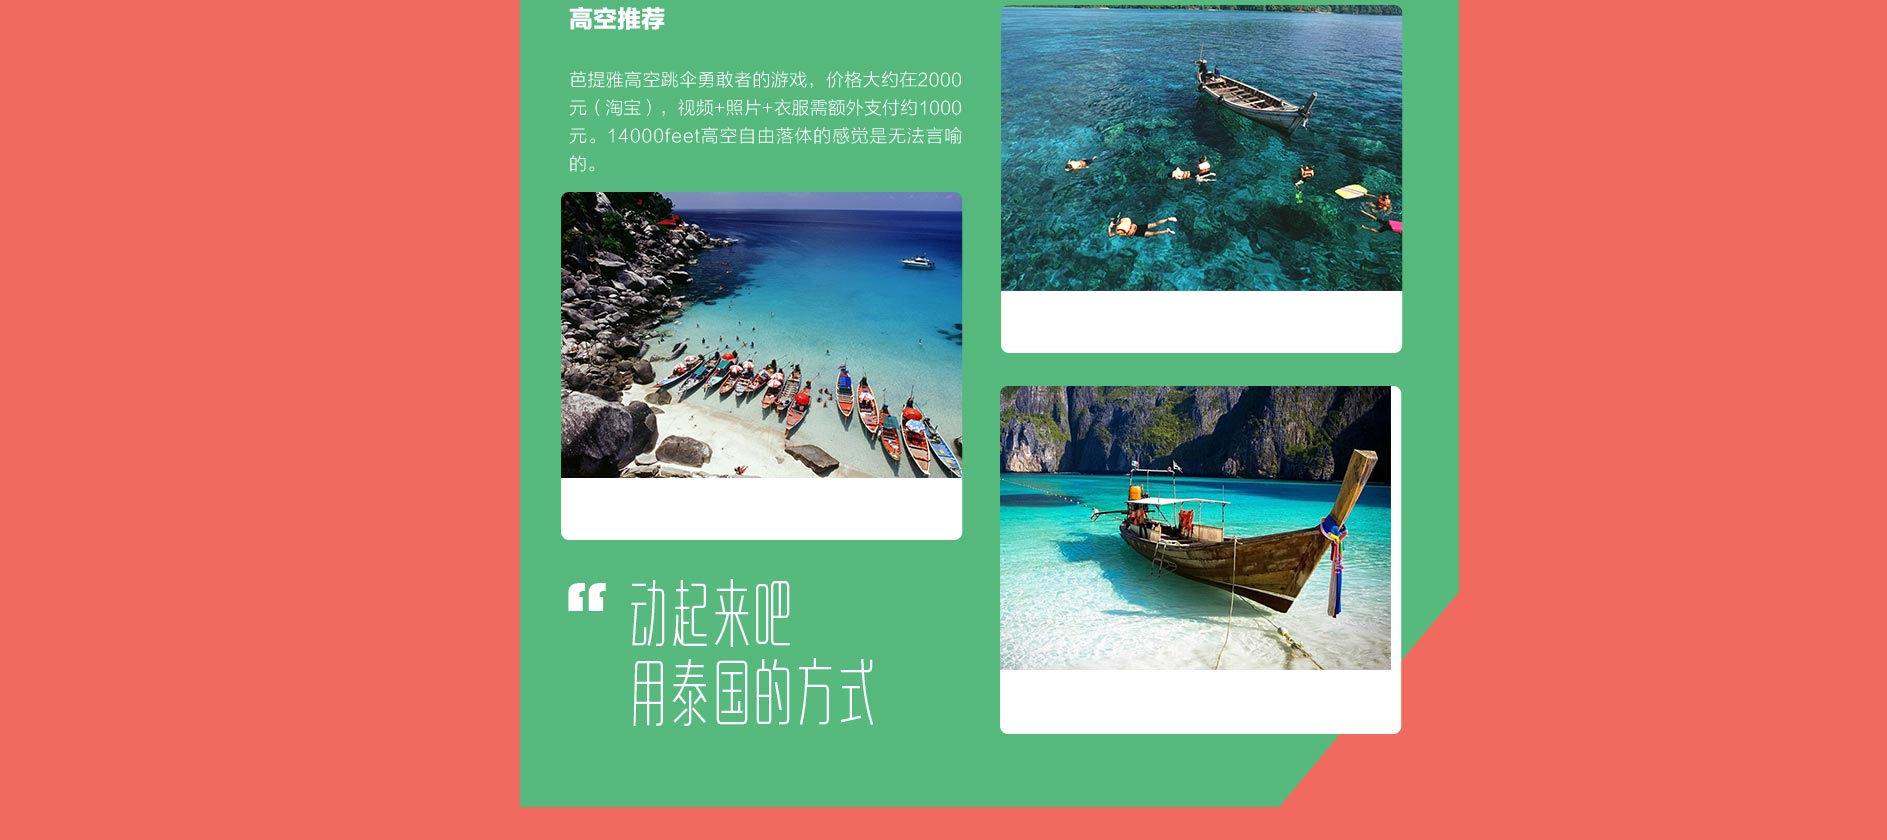 高空推荐
芭提雅高空跳伞勇敢者的游戏，价格大约在2000
元（淘宝），视频+照片+衣服需额外支付约1000
元。14000feet高空自由落体的感觉是无法言喻
的。
“ 动起来吧
用泰国的方式